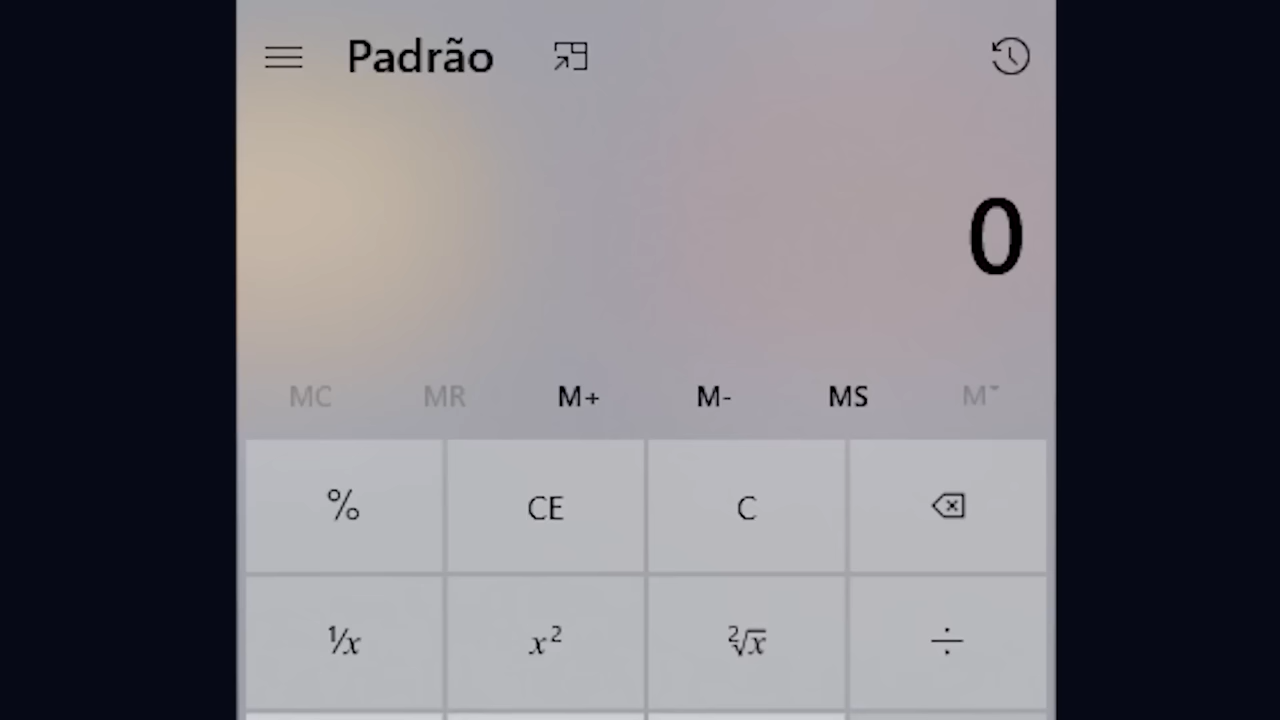 Padrão
0
MC MR M+ M- MS M˅
% CE C
¹/x x² ²√x ÷